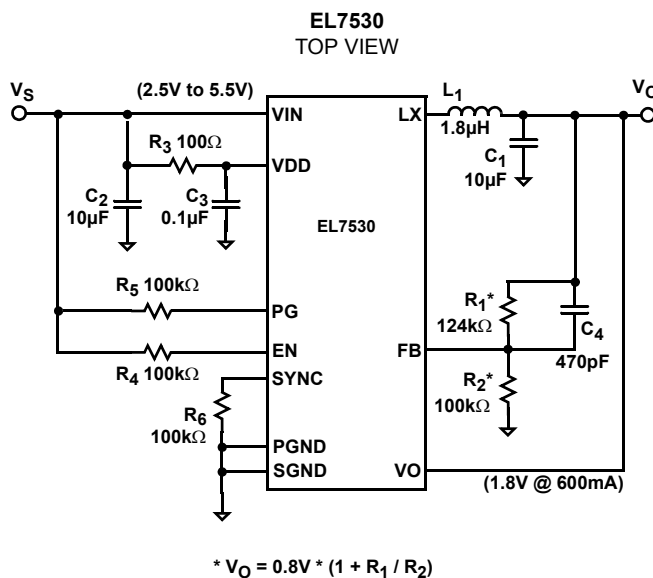 EL7530
TOP VIEW
VS
(2.5V to 5.5V)
VIN
LX
L1
1.8µH
VO
R3 100Ω
VDD
C1
10µF
C2
10µF
C3
0.1µF
EL7530
R5 100kΩ
PG
R1*
124kΩ
C4
470pF
EN
FB
R4 100kΩ
SYNC
R2*
100kΩ
R6
100kΩ
PGND
SGND
VO
(1.8V @ 600mA)
* VO = 0.8V * (1 + R1 / R2)